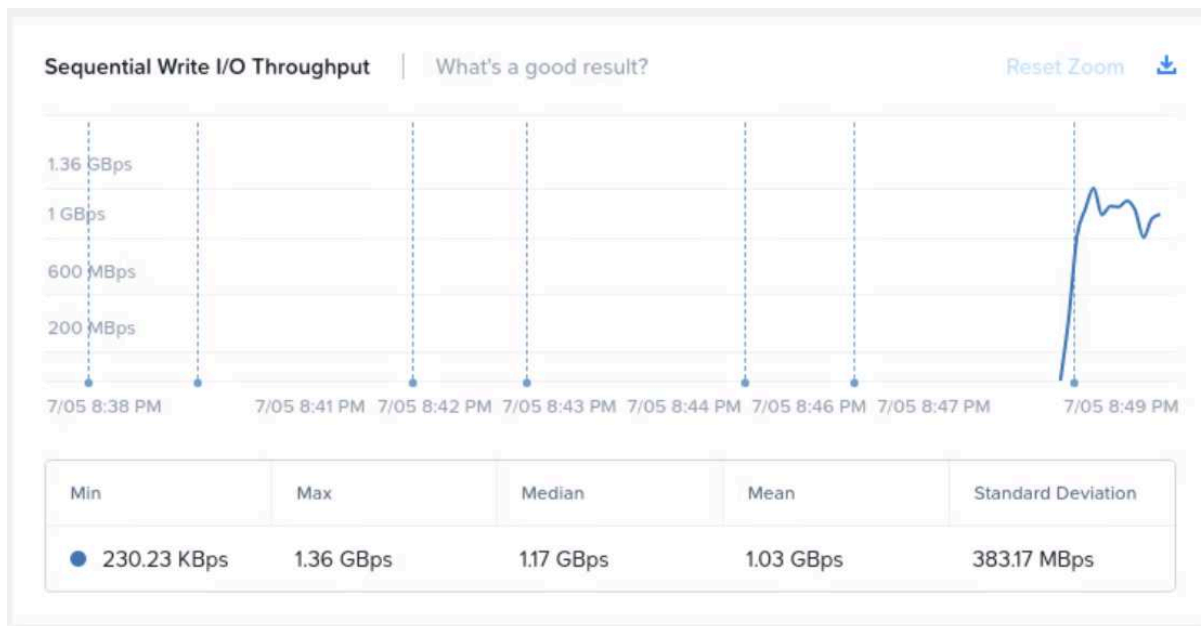 Sequential Write I/O Throughput What's a good result? Reset Zoom
1.36 GBps
1 GBps
600 MBps
200 MBps
7/05 8:38 PM 7/05 8:41 PM 7/05 8:42 PM 7/05 8:43 PM 7/05 8:44 PM 7/05 8:46 PM 7/05 8:47 PM 7/05 8:49 PM
Min Max Median Mean Standard Deviation
230.23 KBps 1.36 GBps 1.17 GBps 1.03 GBps 383.17 MBps